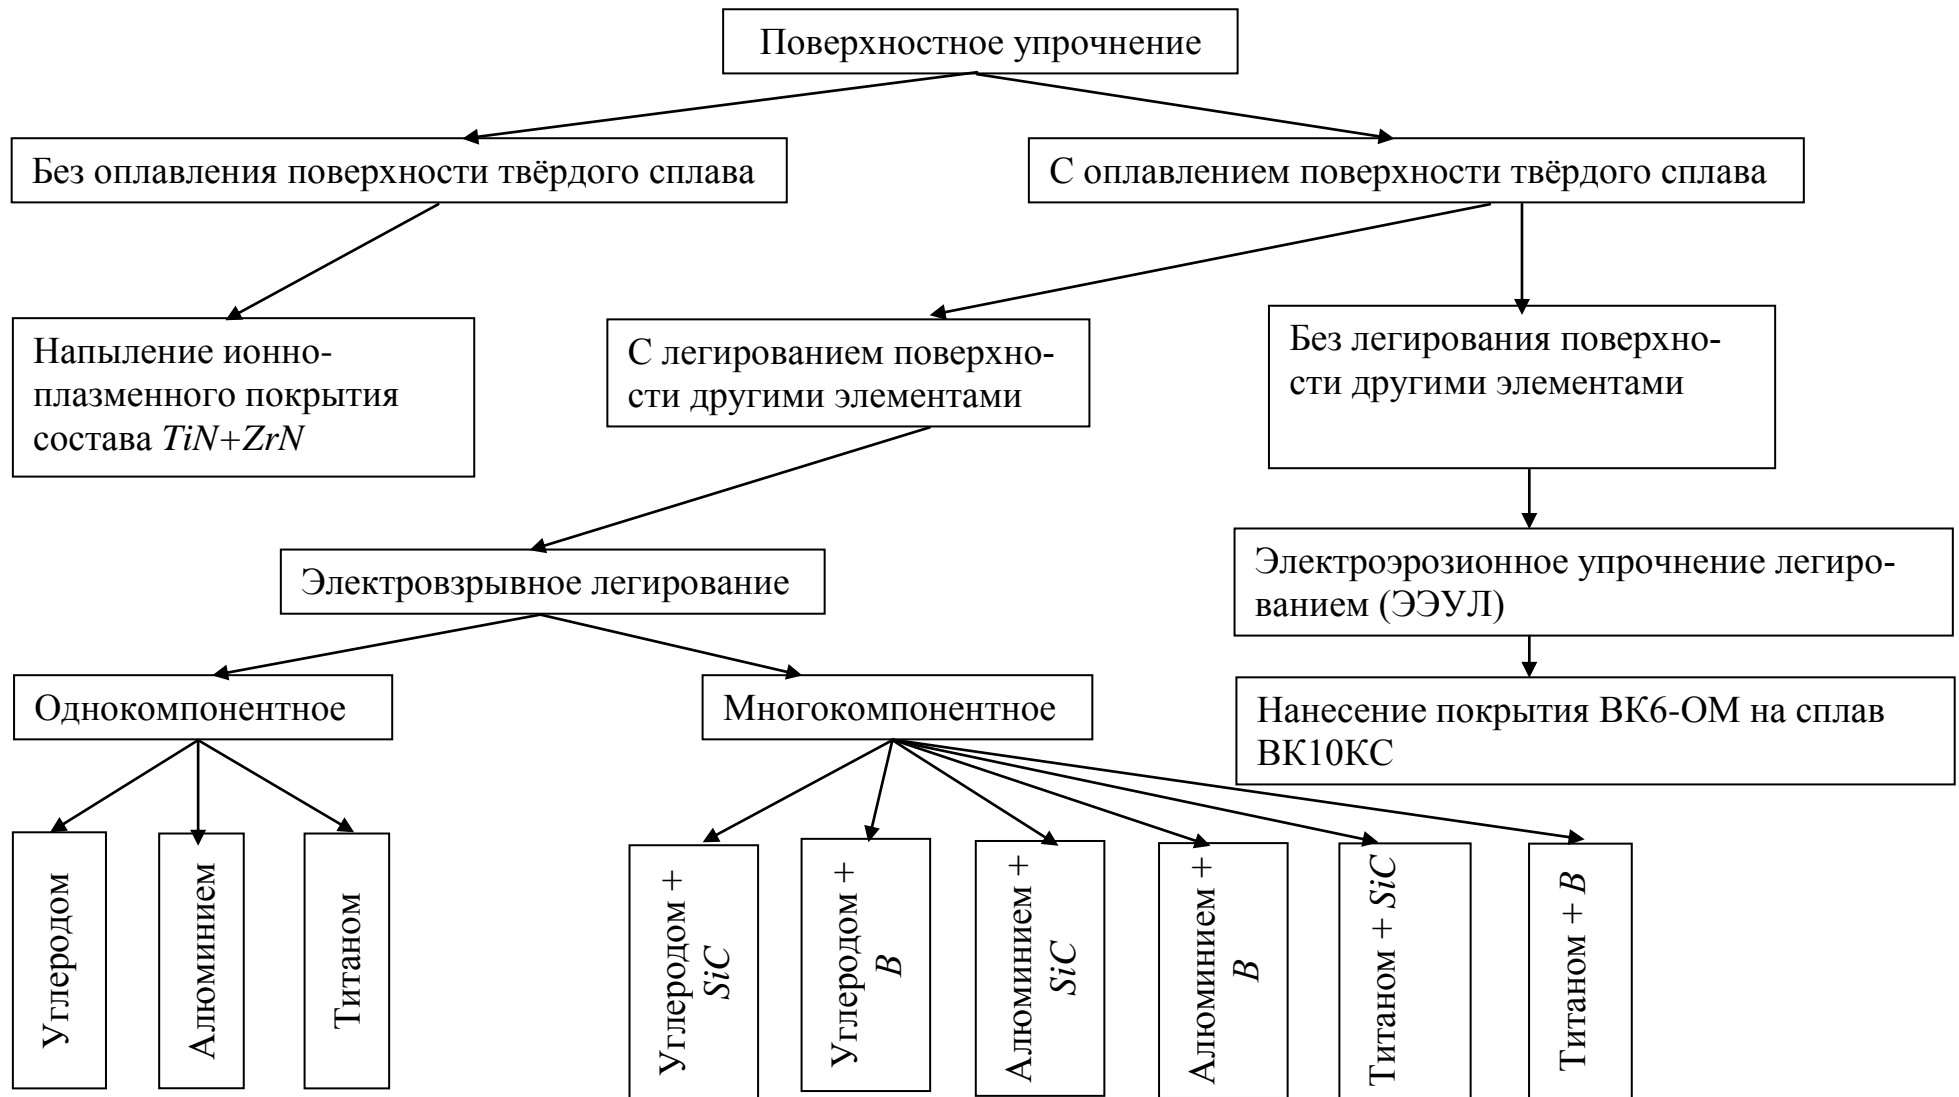 Поверхностное упрочнение
Без оплавления поверхности твёрдого сплава
С оплавлением поверхности твёрдого сплава
Напыление ионно-
плазменного покрытия
состава TiN+ZrN
С легированием поверхно-
сти другими элементами
Без легирования поверхно-
сти другими элементами
Электровзрывное легирование
Электроэрозионное упрочнение легиро-
ванием (ЭЭУЛ)
Однокомпонентное
Многокомпонентное
Нанесение покрытия ВК6-ОМ на сплав
ВК10КС
Углеродом
Алюминием
Титаном
Углеродом +
SiC
Углеродом +
B
Алюминием +
SiC
Алюминием +
B
Титаном + SiC
Титаном + B